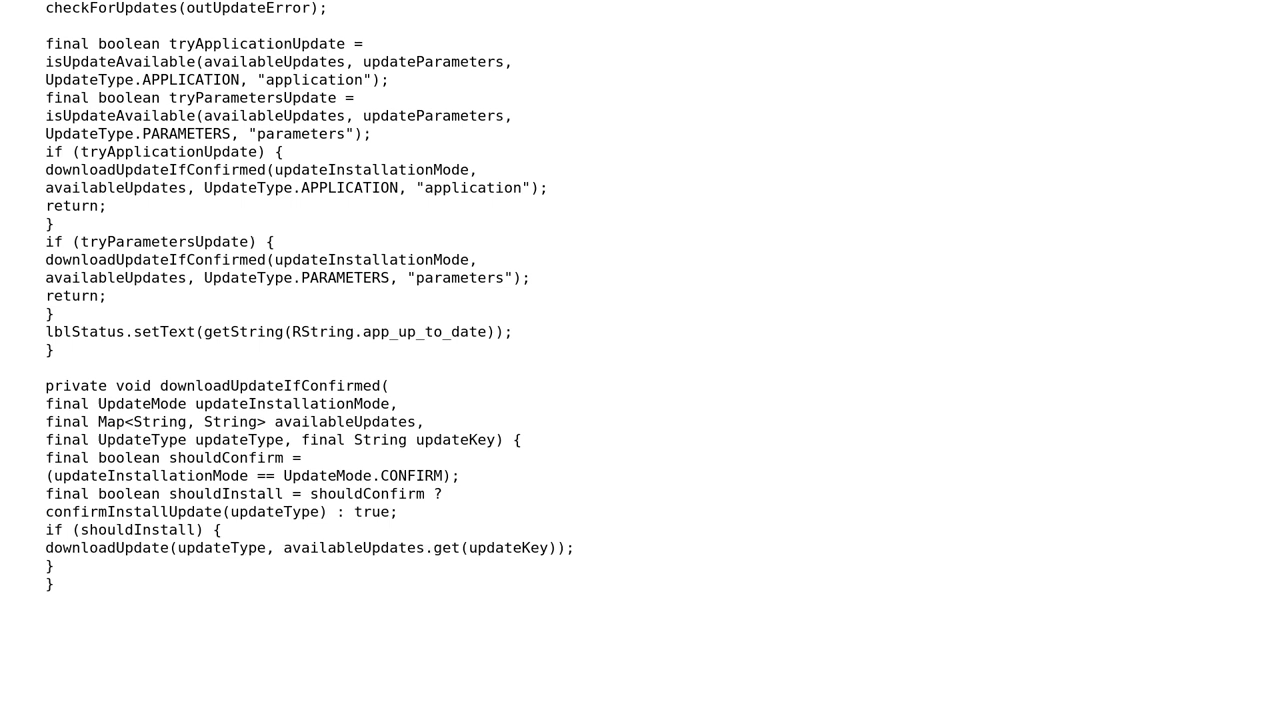 checkForUpdates(outUpdateError);
final boolean tryApplicationUpdate =
isUpdateAvailable(availableUpdates, updateParameters,
UpdateType.APPLICATION, "application");
final boolean tryParametersUpdate =
isUpdateAvailable(availableUpdates, updateParameters,
UpdateType.PARAMETERS, "parameters");
if (tryApplicationUpdate) {
downloadUpdateIfConfirmed(updateInstallationMode,
availableUpdates, UpdateType.APPLICATION, "application");
return;
}
if (tryParametersUpdate) {
downloadUpdateIfConfirmed(updateInstallationMode,
availableUpdates, UpdateType.PARAMETERS, "parameters");
return;
}
lblStatus.setText(getString(RString.app_up_to_date));
}
private void downloadUpdateIfConfirmed(
final UpdateMode updateInstallationMode,
final Map<String, String> availableUpdates,
final UpdateType updateType, final String updateKey) {
final boolean shouldConfirm =
(updateInstallationMode == UpdateMode.CONFIRM);
final boolean shouldInstall = shouldConfirm ?
confirmInstallUpdate(updateType) : true;
if (shouldInstall) {
downloadUpdate(updateType, availableUpdates.get(updateKey));
}
}